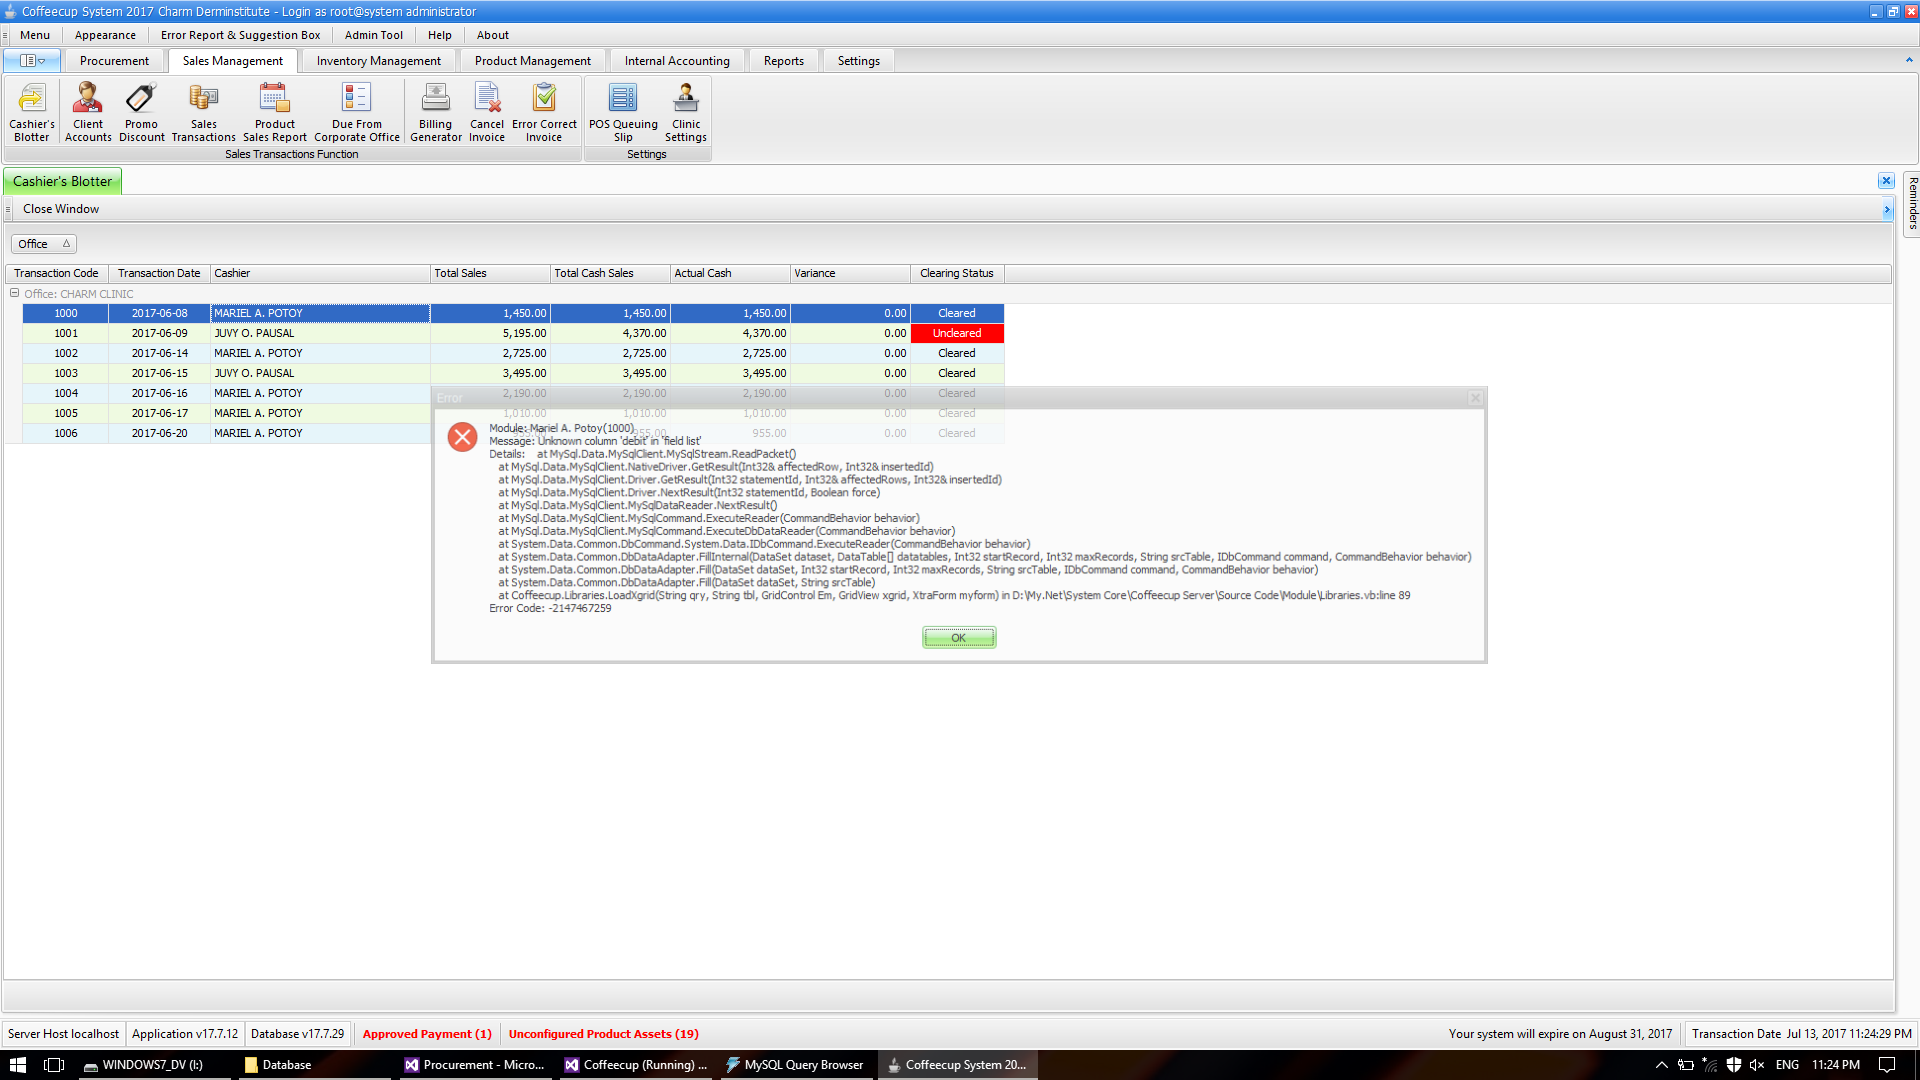 Coffeecup System 2017 Charm Derminstitute - Login as root@system administrator
Menu Appearance Error Report & Suggestion Box Admin Tool Help About
Procurement Sales Management Inventory Management Product Management Internal Accounting Reports Settings
Cashier's Blotter
Client Accounts
Promo Discount
Sales Transactions
Product Sales Report
Due From Corporate Office
Billing Generator
Cancel Invoice
Error Correct Invoice
POS Queuing Slip
Clinic Settings
Sales Transactions Function Settings
Cashier's Blotter
Reminders
Close Window
Office
Transaction Code Transaction Date Cashier Total Sales Total Cash Sales Actual Cash Variance Clearing Status
Office: CHARM CLINIC
1000 2017-06-08 MARIEL A. POTOY 1,450.00 1,450.00 1,450.00 0.00 Cleared
1001 2017-06-09 JUVY O. PAUSAL 5,195.00 4,370.00 4,370.00 0.00 Uncleared
1002 2017-06-14 MARIEL A. POTOY 2,725.00 2,725.00 2,725.00 0.00 Cleared
1003 2017-06-15 JUVY O. PAUSAL 3,495.00 3,495.00 3,495.00 0.00 Cleared
1004 2017-06-16 MARIEL A. POTOY 2,190.00 2,190.00 2,190.00 0.00 Cleared
1005 2017-06-17 MARIEL A. POTOY 1,010.00 1,010.00 1,010.00 0.00 Cleared
1006 2017-06-20 MARIEL A. POTOY 955.00 955.00 955.00 0.00 Cleared
Error
Module: Mariel A. Potoy(1000)
Message: Unknown column 'debit' in 'field list'
Details: at MySql.Data.MySqlClient.MySqlStream.ReadPacket()
at MySql.Data.MySqlClient.NativeDriver.GetResult(Int32& affectedRow, Int32& insertedId)
at MySql.Data.MySqlClient.Driver.GetResult(Int32 statementId, Int32& affectedRows, Int32& insertedId)
at MySql.Data.MySqlClient.Driver.NextResult(Int32 statementId, Boolean force)
at MySql.Data.MySqlClient.MySqlDataReader.NextResult()
at MySql.Data.MySqlClient.MySqlCommand.ExecuteReader(CommandBehavior behavior)
at MySql.Data.MySqlClient.MySqlCommand.ExecuteDbDataReader(CommandBehavior behavior)
at System.Data.Common.DbCommand.System.Data.IDbCommand.ExecuteReader(CommandBehavior behavior)
at System.Data.Common.DbDataAdapter.FillInternal(DataSet dataset, DataTable[] datatables, Int32 startRecord, Int32 maxRecords, String srcTable, IDbCommand command, CommandBehavior behavior)
at System.Data.Common.DbDataAdapter.Fill(DataSet dataSet, Int32 startRecord, Int32 maxRecords, String srcTable, IDbCommand command, CommandBehavior behavior)
at System.Data.Common.DbDataAdapter.Fill(DataSet dataSet, String srcTable)
at Coffeecup.Libraries.LoadXgrid(String qry, String tbl, GridControl Em, GridView xgrid, XtraForm myform) in D:\My.Net\System Core\Coffeecup Server\Source Code\Module\Libraries.vb:line 89
Error Code: -2147467259
OK
Server Host localhost Application v17.7.12 Database v17.7.29 Approved Payment (1) Unconfigured Product Assets (19) Your system will expire on August 31, 2017 Transaction Date Jul 13, 2017 11:24:29 PM
WINDOWS7_DV (I:) Database Procurement - Micro... Coffeecup (Running) ... MySQL Query Browser Coffeecup System 20... ENG 11:24 PM